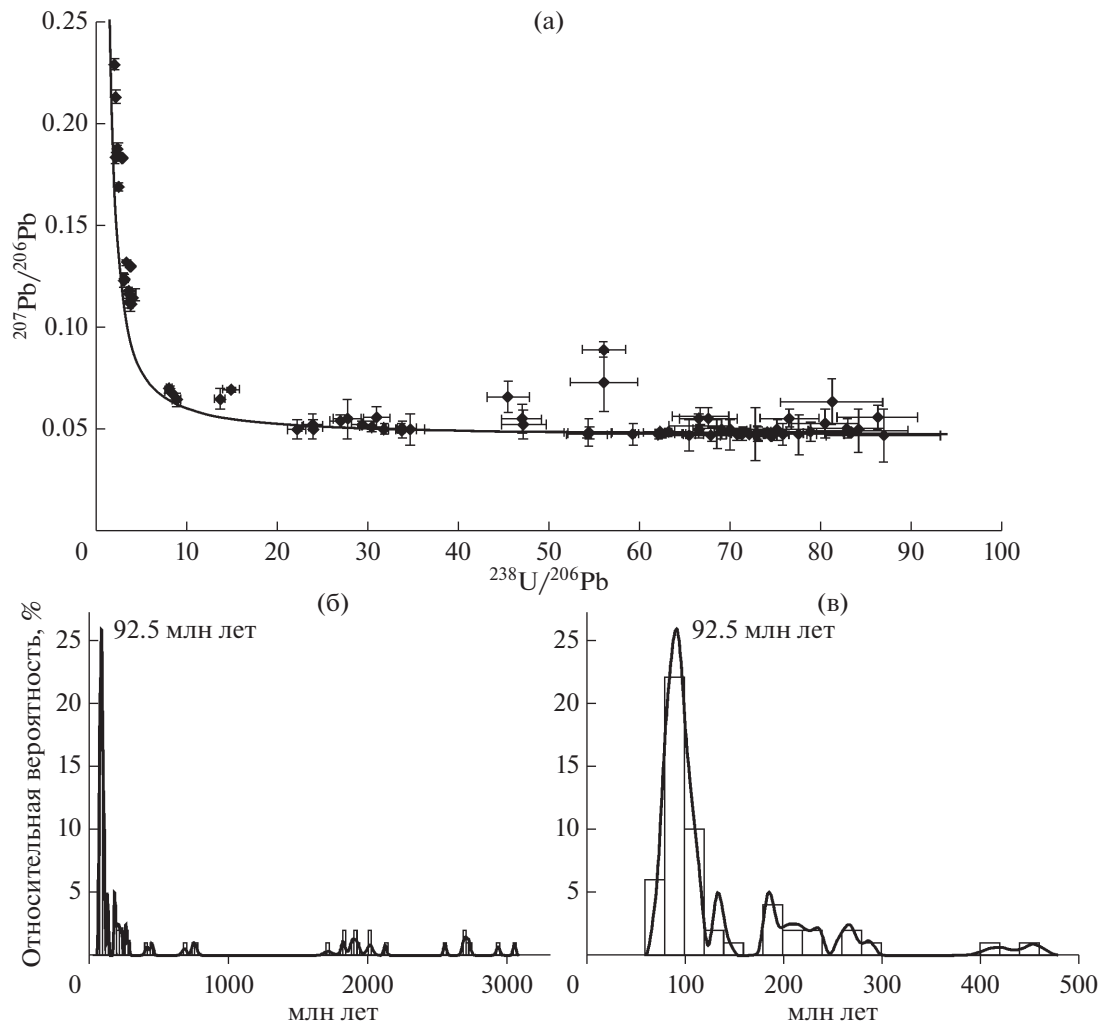 (а)
0.25
0.20
0.15
0.10
0.05
²⁰⁷Pb/²⁰⁶Pb
0 10 20 30 40 50 60 70 80 90 100
²³⁸U/²⁰⁶Pb
(б)
92.5 млн лет
25
20
15
10
5
Относительная вероятность, %
0 1000 2000 3000
млн лет
(в)
92.5 млн лет
25
20
15
10
5
0 100 200 300 400 500
млн лет